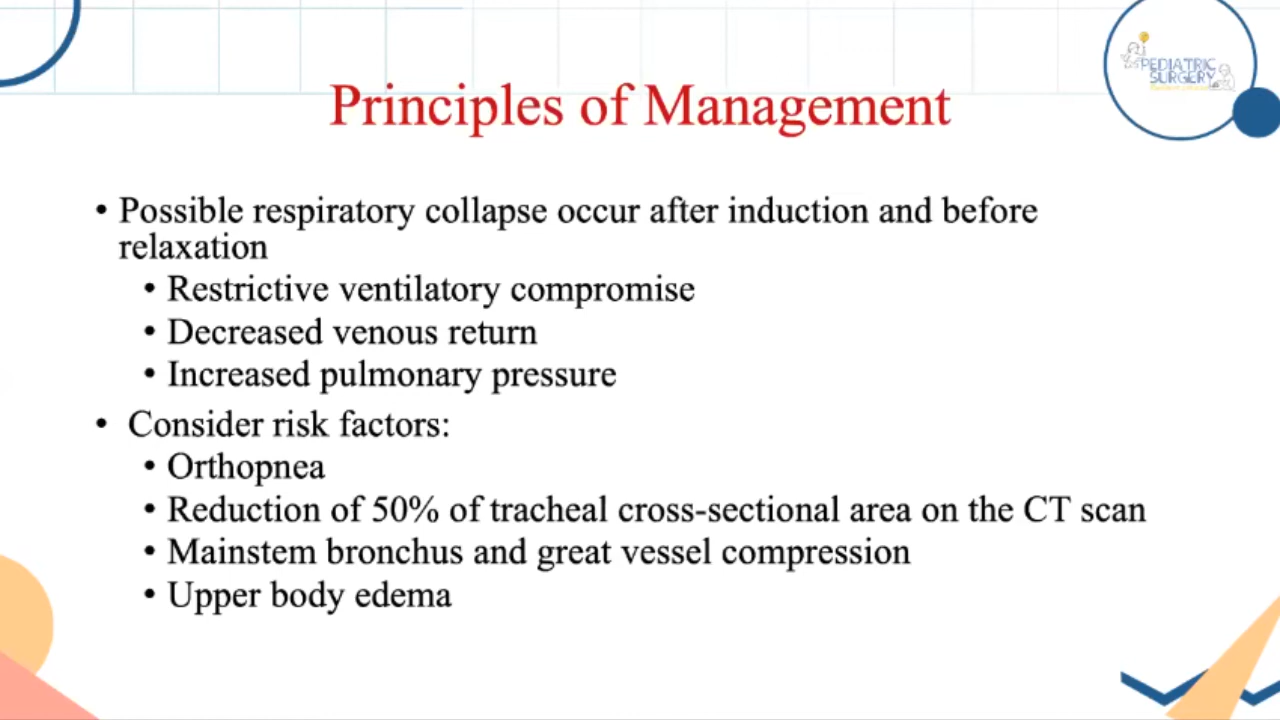 PEDIATRIC
SURGERY
Principles of Management
• Possible respiratory collapse occur after induction and before
relaxation
• Restrictive ventilatory compromise
• Decreased venous return
• Increased pulmonary pressure
• Consider risk factors:
• Orthopnea
• Reduction of 50% of tracheal cross-sectional area on the CT scan
• Mainstem bronchus and great vessel compression
• Upper body edema